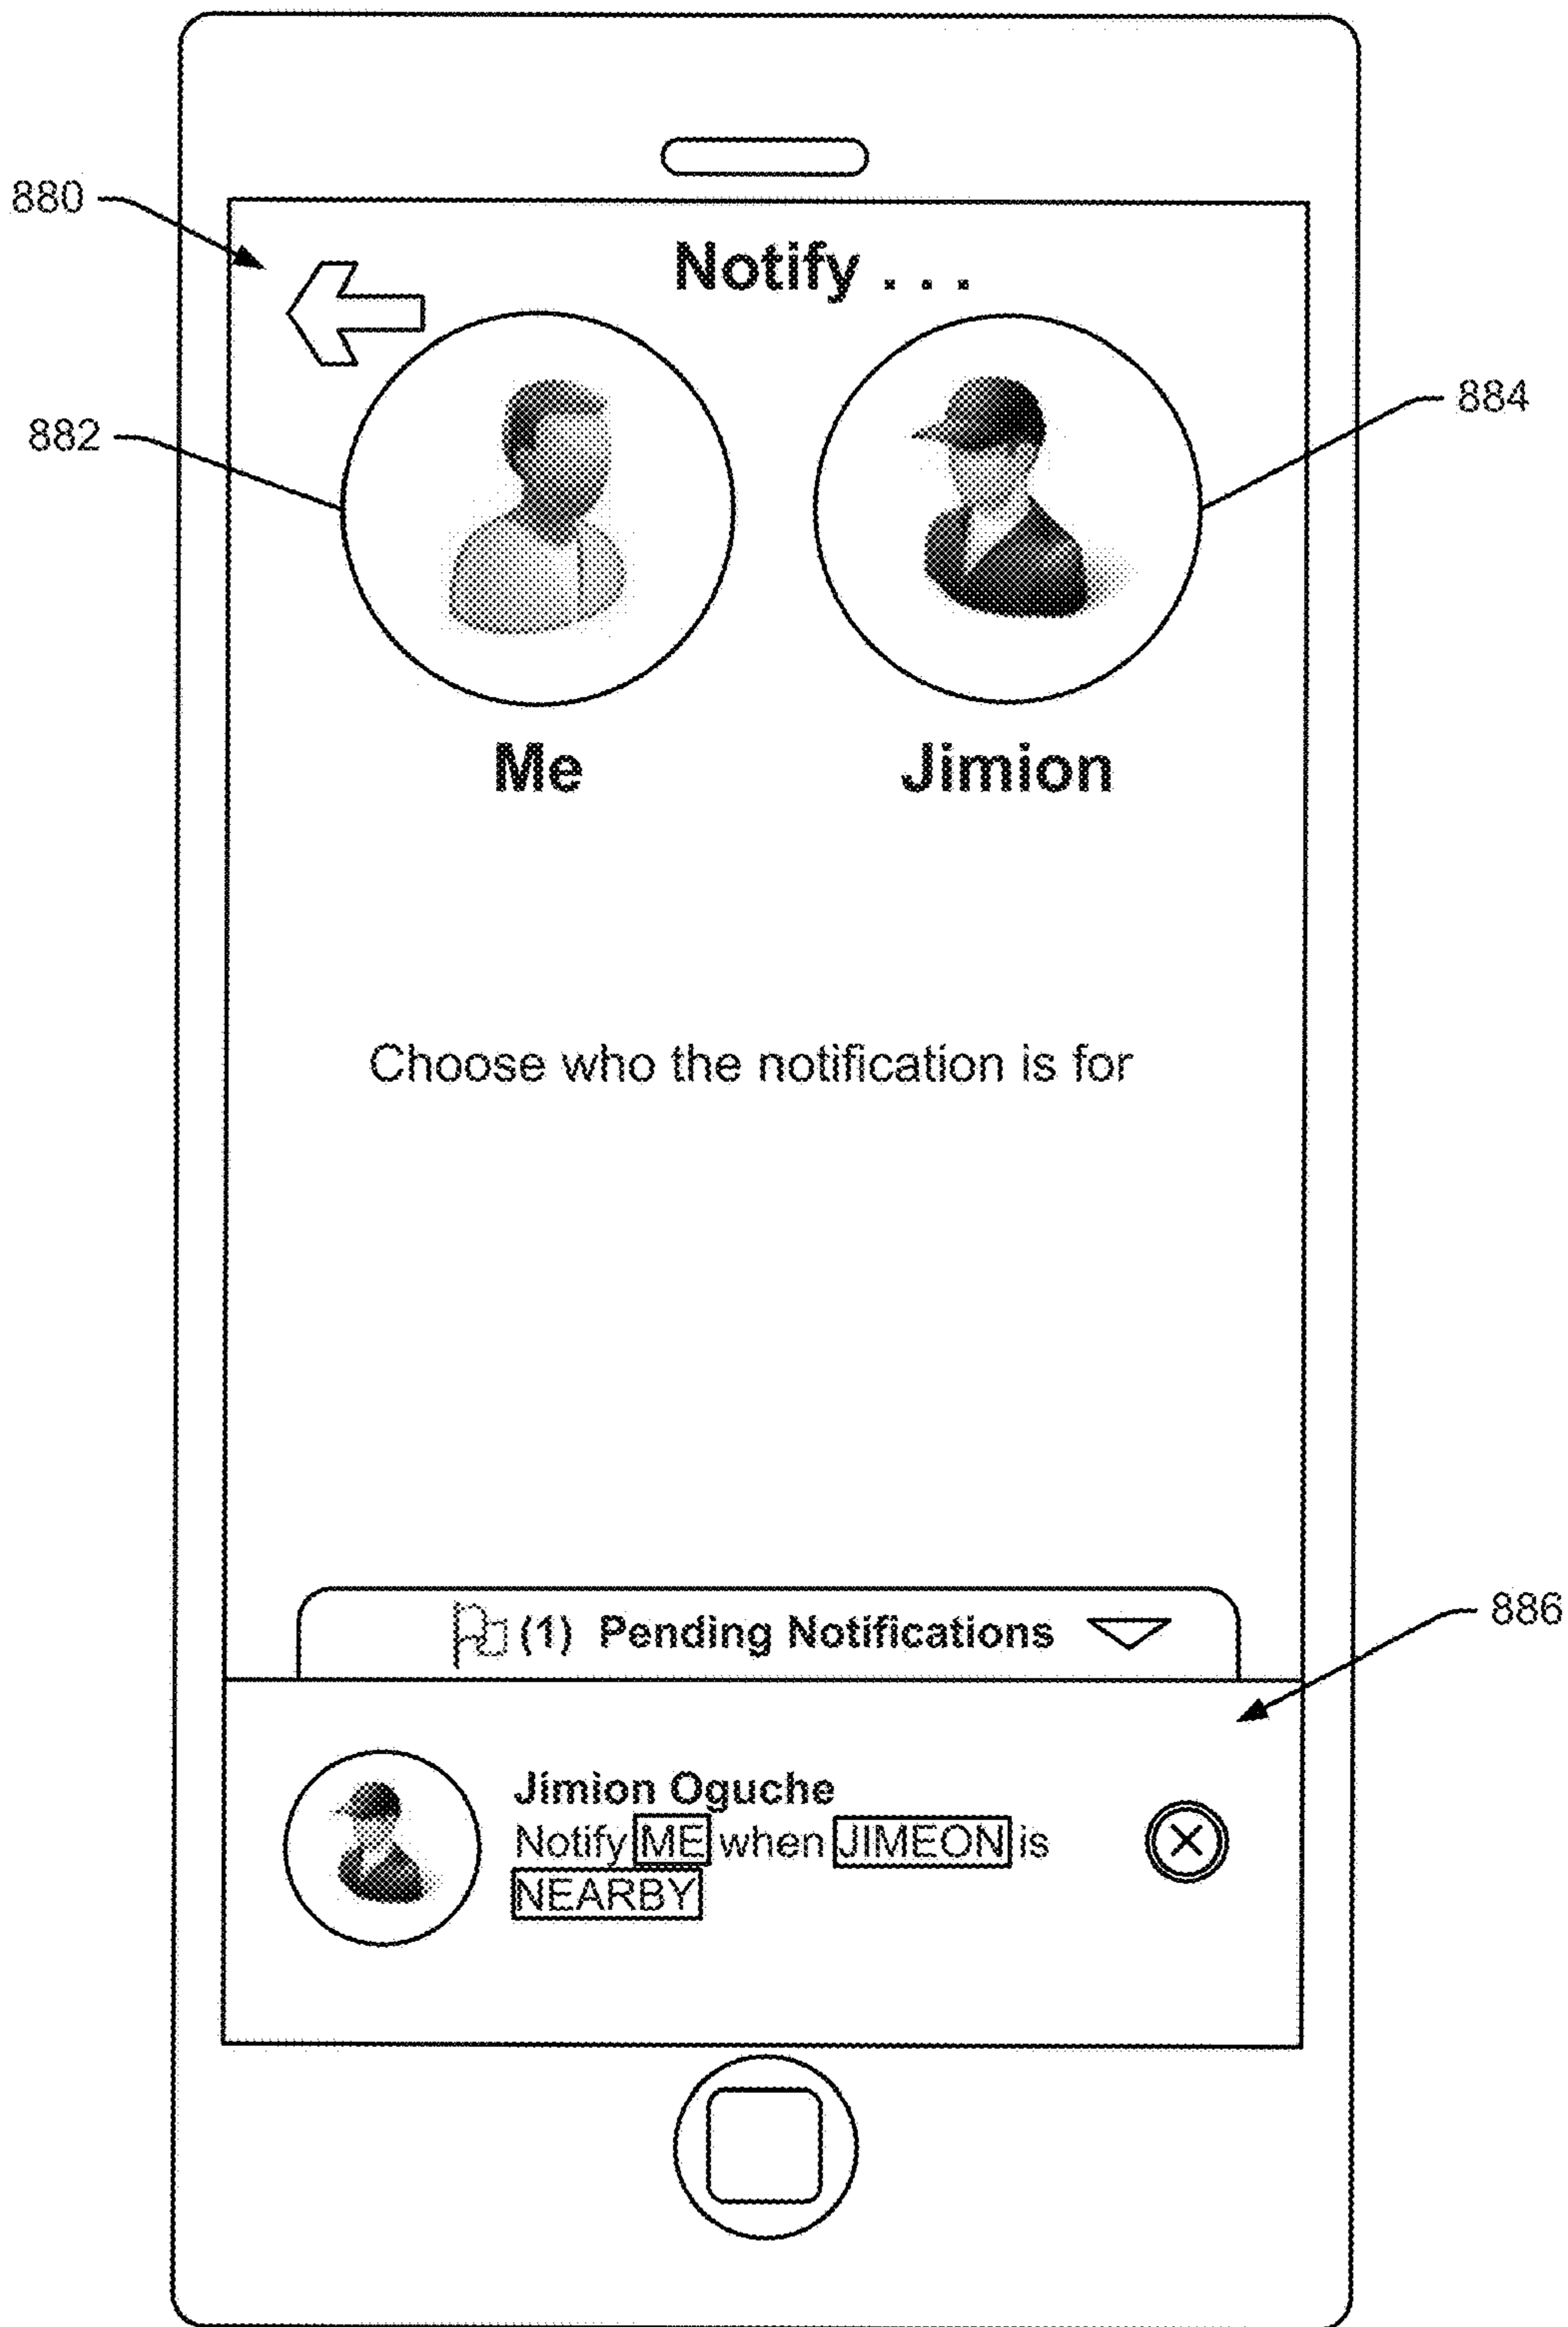 880
Notify . . .
882
884
Me Jimion
Choose who the notification is for
(1) Pending Notifications
886
Jimion Oguche
Notify ME when JIMEON is
NEARBY